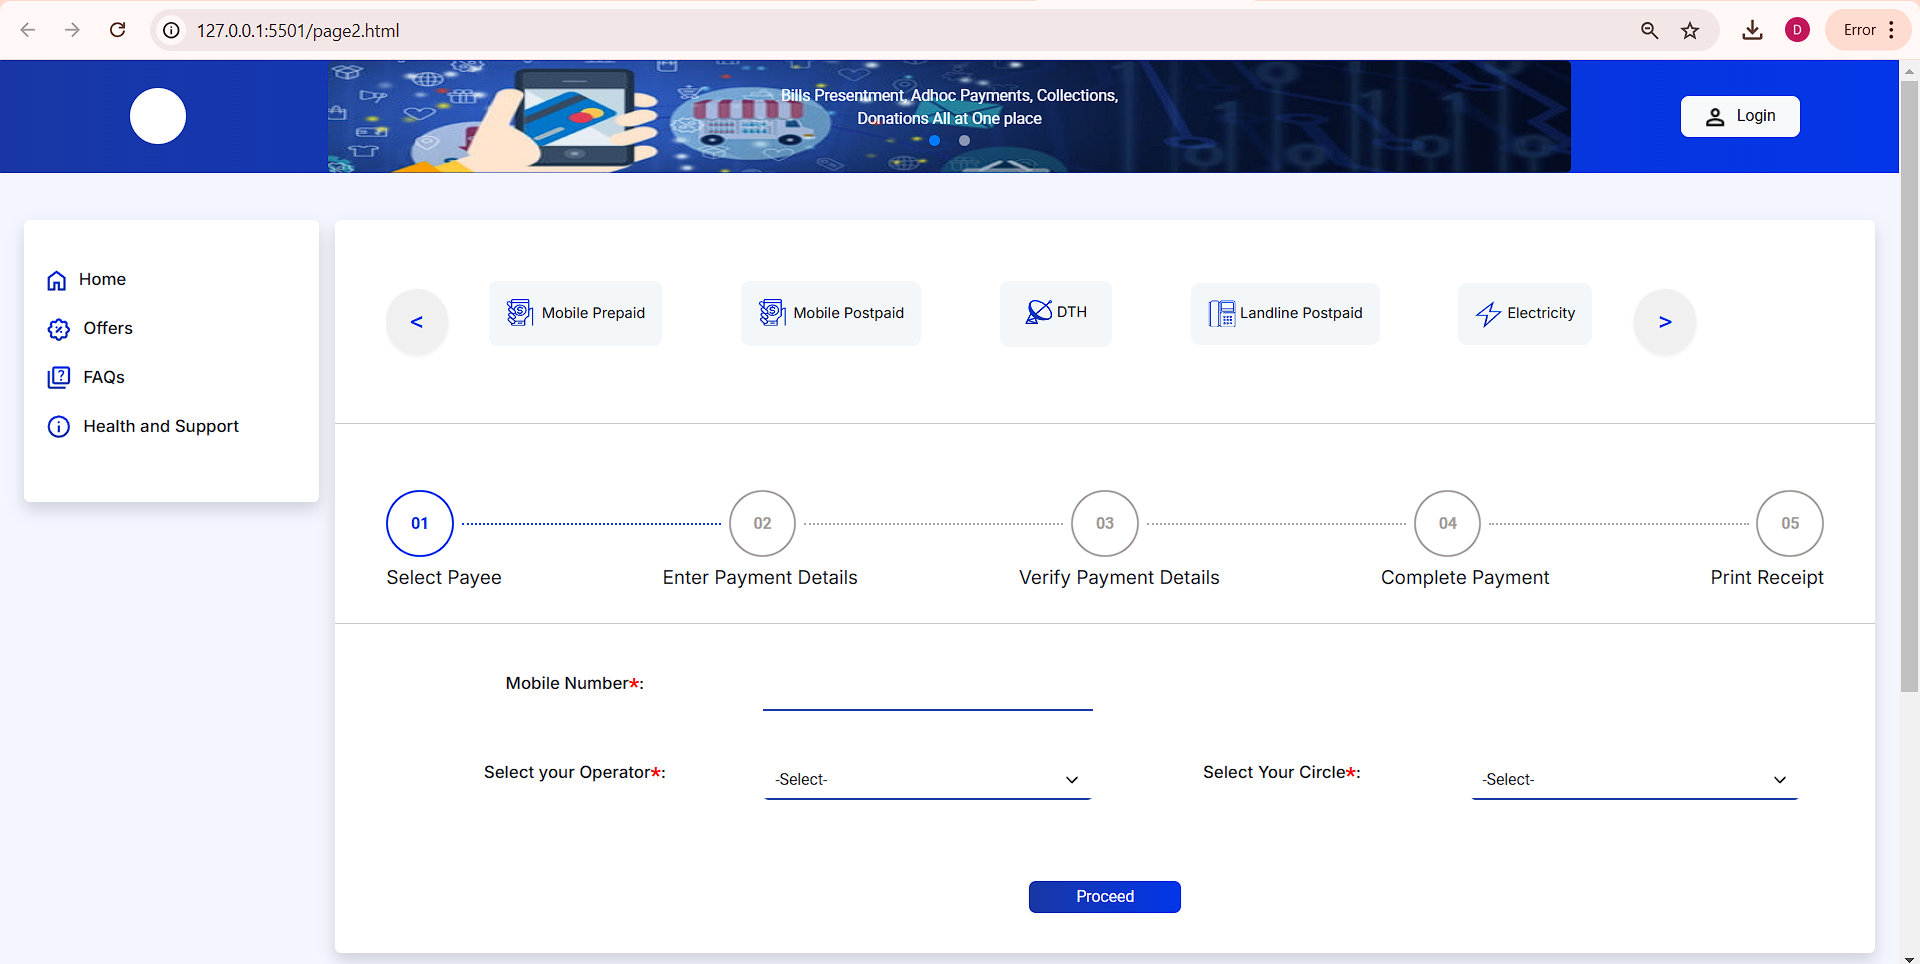 127.0.0.1:5501/page2.html
D
Error
Bills Presentment, Adhoc Payments, Collections,
Donations All at One place
Login
Home
Offers
FAQs
Health and Support
<
Mobile Prepaid
Mobile Postpaid
DTH
Landline Postpaid
Electricity
>
01
02
03
04
05
Select Payee
Enter Payment Details
Verify Payment Details
Complete Payment
Print Receipt
Mobile Number*:
Select your Operator*:
-Select-
Select Your Circle*:
-Select-
Proceed